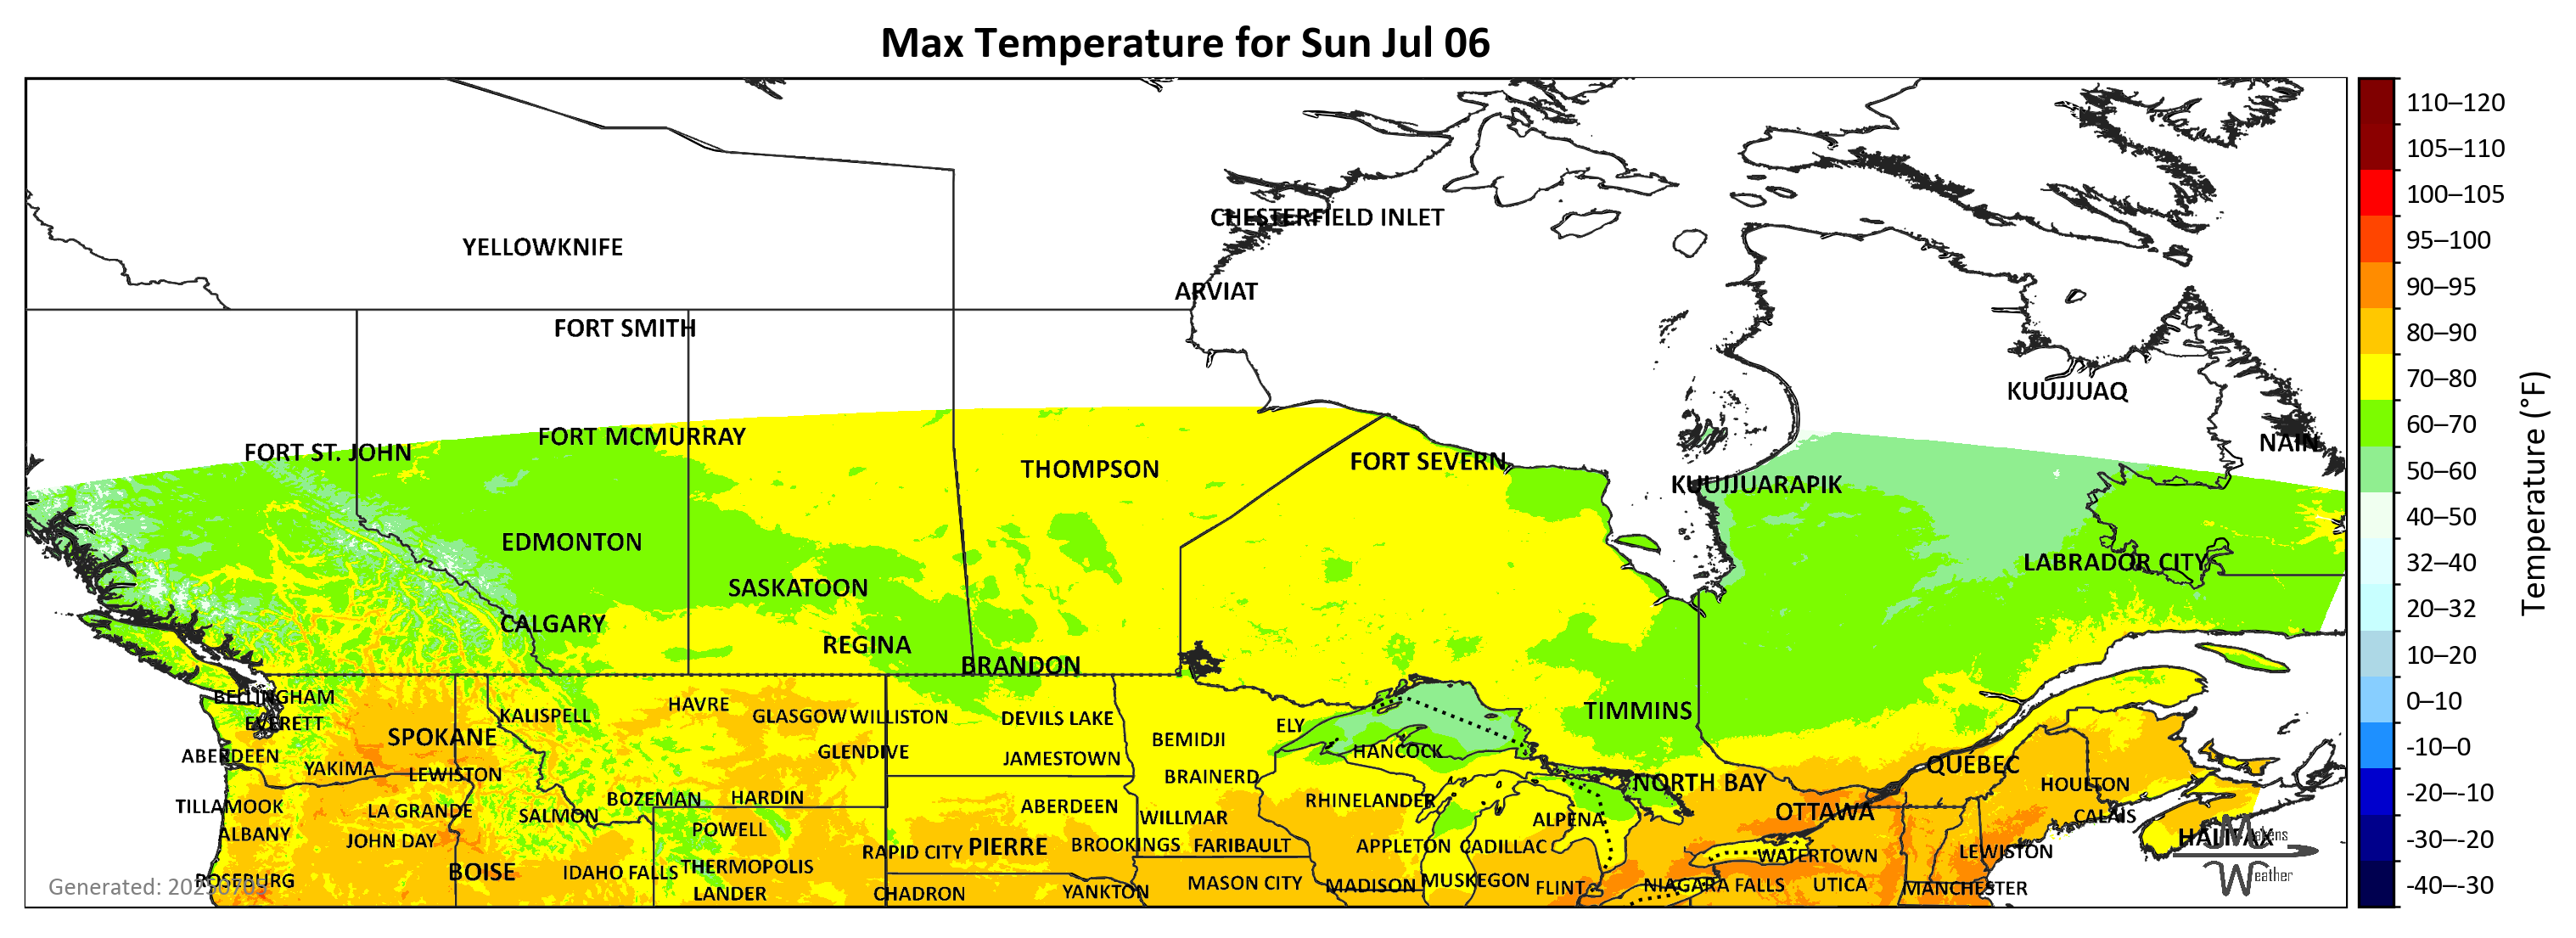 Max Temperature for Sun Jul 06
110–120
105–110
100–105
95–100
90–95
80–90
70–80
60–70
50–60
40–50
32–40
20–32
10–20
0–10
-10–0
-20–-10
-30–-20
-40–-30
Temperature (°F)
CHESTERFIELD INLET
YELLOWKNIFE
ARVIAT
FORT SMITH
KUUJJUAQ
FORT MCMURRAY
NAIN
FORT ST. JOHN
FORT SEVERN
THOMPSON
KUUJJUARAPIK
EDMONTON
LABRADOR CITY
SASKATOON
CALGARY
REGINA
BRANDON
BELLINGHAM
HAVRE
KALISPELL
GLASGOW
WILLISTON
DEVILS LAKE
TIMMINS
EVERETT
ELY
SPOKANE
BEMIDJI
HANCOCK
ABERDEEN
GLENDIVE
JAMESTOWN
QUÉBEC
YAKIMA
LEWISTON
BRAINERD
NORTH BAY
HOULTON
BOZEMAN
HARDIN
RHINELANDER
TILLAMOOK
LA GRANDE
ABERDEEN
SALMON
WILLMAR
OTTAWA
CALAIS
ALPENA
POWELL
ALBANY
HALIFAX
Makens
JOHN DAY
PIERRE
BROOKINGS
FARIBAULT
APPLETON
CADILLAC
RAPID CITY
WATERTOWN
LEWISTON
THERMOPOLIS
BOISE
IDAHO FALLS
Weather
ROSEBURG
MUSKEGON
MASON CITY
MADISON
FLINT
NIAGARA FALLS
UTICA
MANCHESTER
Generated:
LANDER
CHADRON
YANKTON